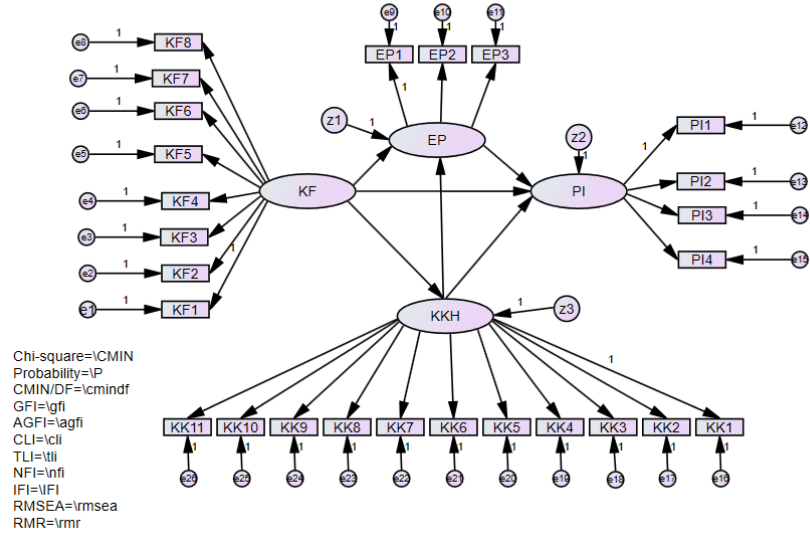 e9 e10 e11
1 1 1
EP1 EP2 EP3
1
e8 1 KF8
e7 1 KF7
e6 1 KF6
e5 1 KF5
e4 1 KF4
e3 1 KF3
e2 1 KF2
e1 1 KF1
1
KF
z1 1
EP
z2
1
PI
1 PI1 1 e12
PI2 1 e13
PI3 1 e14
PI4 1 e15
KKH
1 z3
1
KK11 KK10 KK9 KK8 KK7 KK6 KK5 KK4 KK3 KK2 KK1
1 1 1 1 1 1 1 1 1 1 1
e26 e25 e24 e23 e22 e21 e20 e19 e18 e17 e16
Chi-square=\CMIN
Probability=\P
CMIN/DF=\cmindf
GFI=\gfi
AGFI=\agfi
CLI=\cli
TLI=\tli
NFI=\nfi
IFI=\IFI
RMSEA=\rmsea
RMR=\rmr